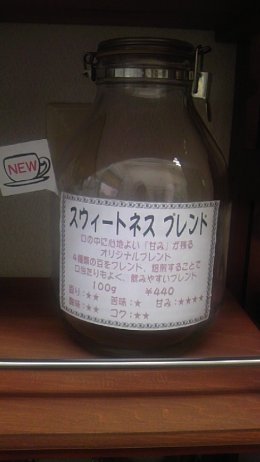 NEW
スウィートネス ブレンド
口の中に心地よい「甘み」が残る
オリジナルブレンド
4種類の豆をブレンド、焙煎することで
口当たりもよく、飲みやすいブレンド
100g ¥440
香り:★★ 苦味:★ 甘み:★★★★
酸味:★★ コク:★★